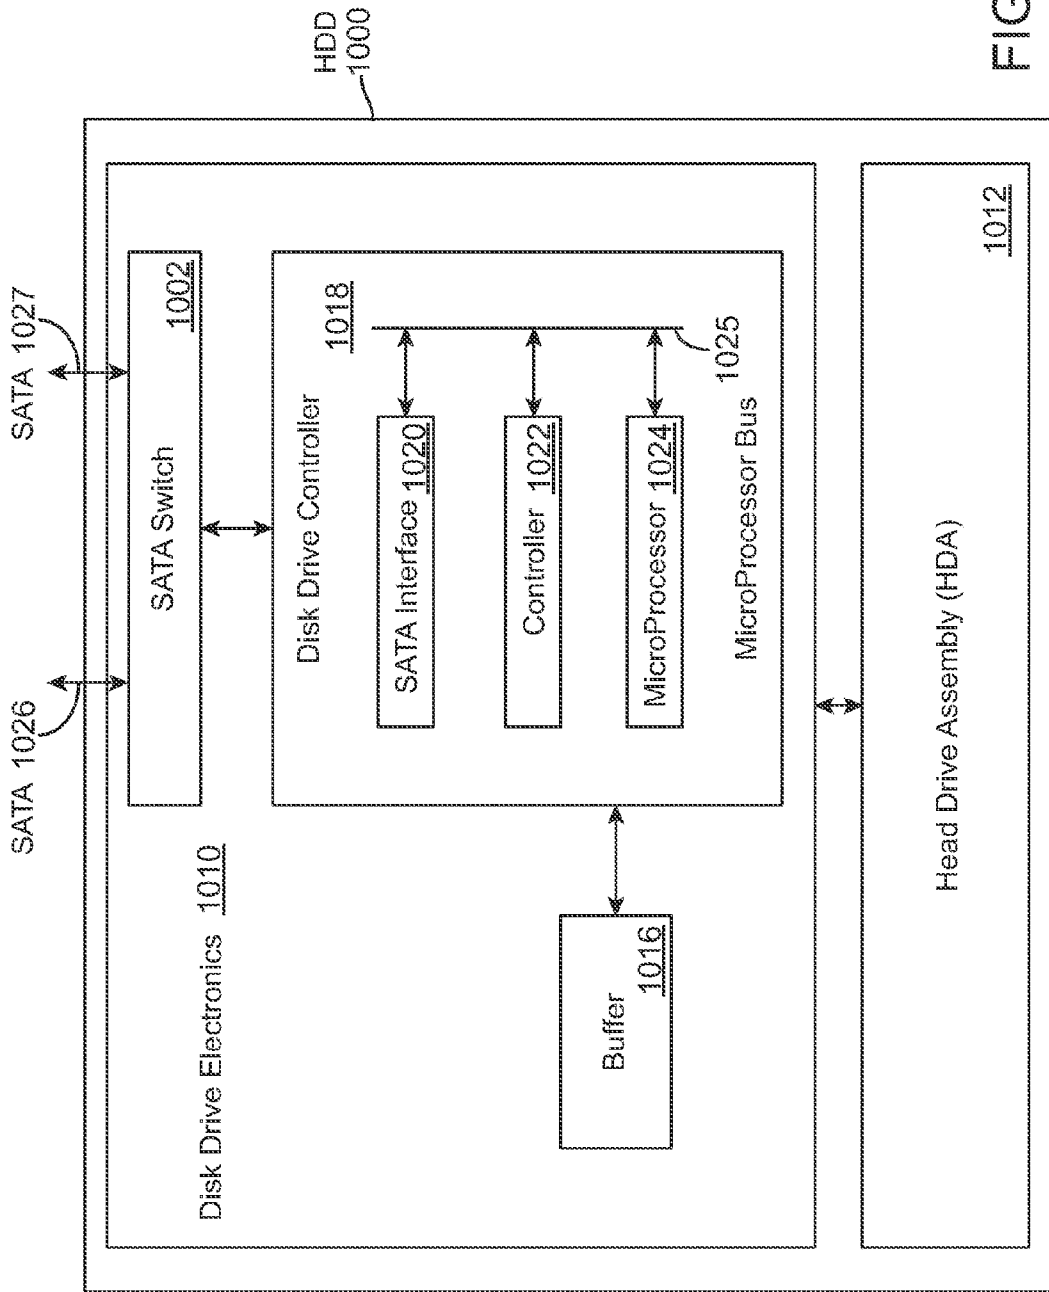 SATA 1026
SATA 1027
HDD
1000
Disk Drive Electronics 1010
SATA Switch
1002
Disk Drive Controller
1018
SATA Interface 1020
Controller 1022
MicroProcessor 1024
1025
MicroProcessor Bus
Buffer
1016
Head Drive Assembly (HDA)
1012
FIG